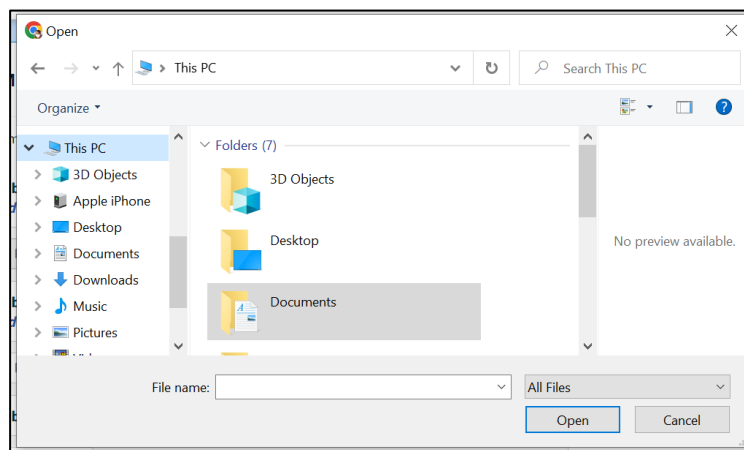 Open
This PC
Search This PC
Organize
This PC
3D Objects
Apple iPhone
Desktop
Documents
Downloads
Music
Pictures
Folders (7)
3D Objects
Desktop
Documents
No preview available.
File name:
All Files
Open
Cancel